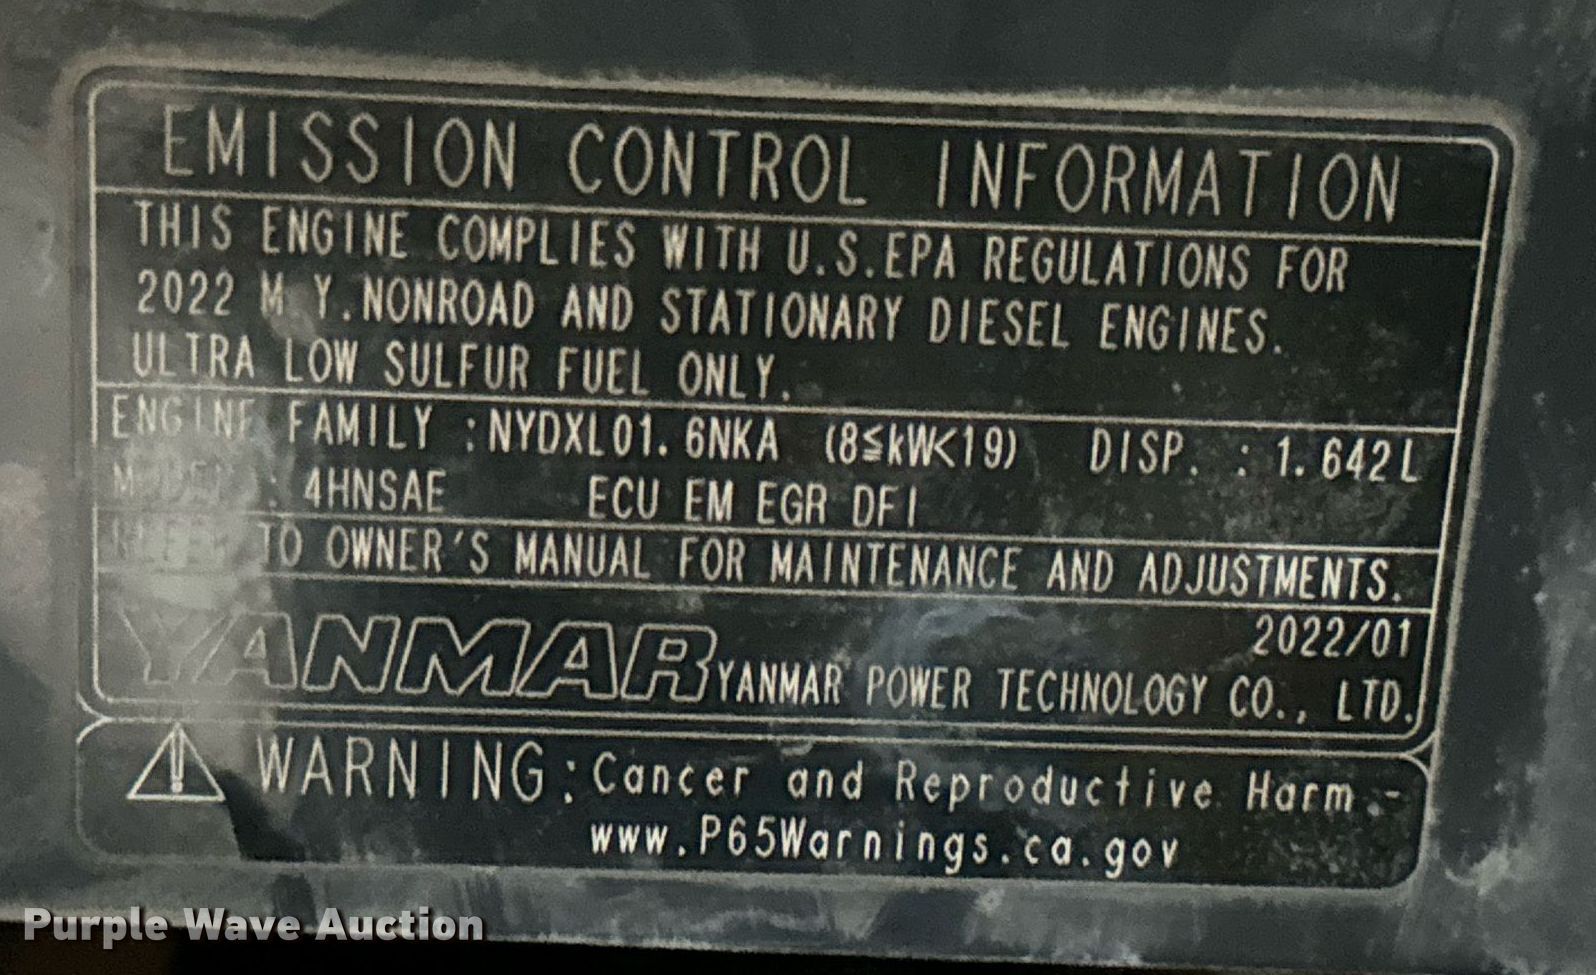 EMISSION CONTROL INFORMATION
THIS ENGINE COMPLIES WITH U.S.EPA REGULATIONS FOR
2022 M.Y.NONROAD AND STATIONARY DIESEL ENGINES.
ULTRA LOW SULFUR FUEL ONLY.
ENGINE FAMILY :NYDXL01.6NKA (8≦kW<19) DISP. : 1.642L
MODEL : 4HNSAE ECU EM EGR DFI
TO OWNER'S MANUAL FOR MAINTENANCE AND ADJUSTMENTS.
2022/01
YANMAR YANMAR POWER TECHNOLOGY CO., LTD.
WARNING: Cancer and Reproductive Harm.-
www.P65Warnings.ca.gov
Purple Wave Auction